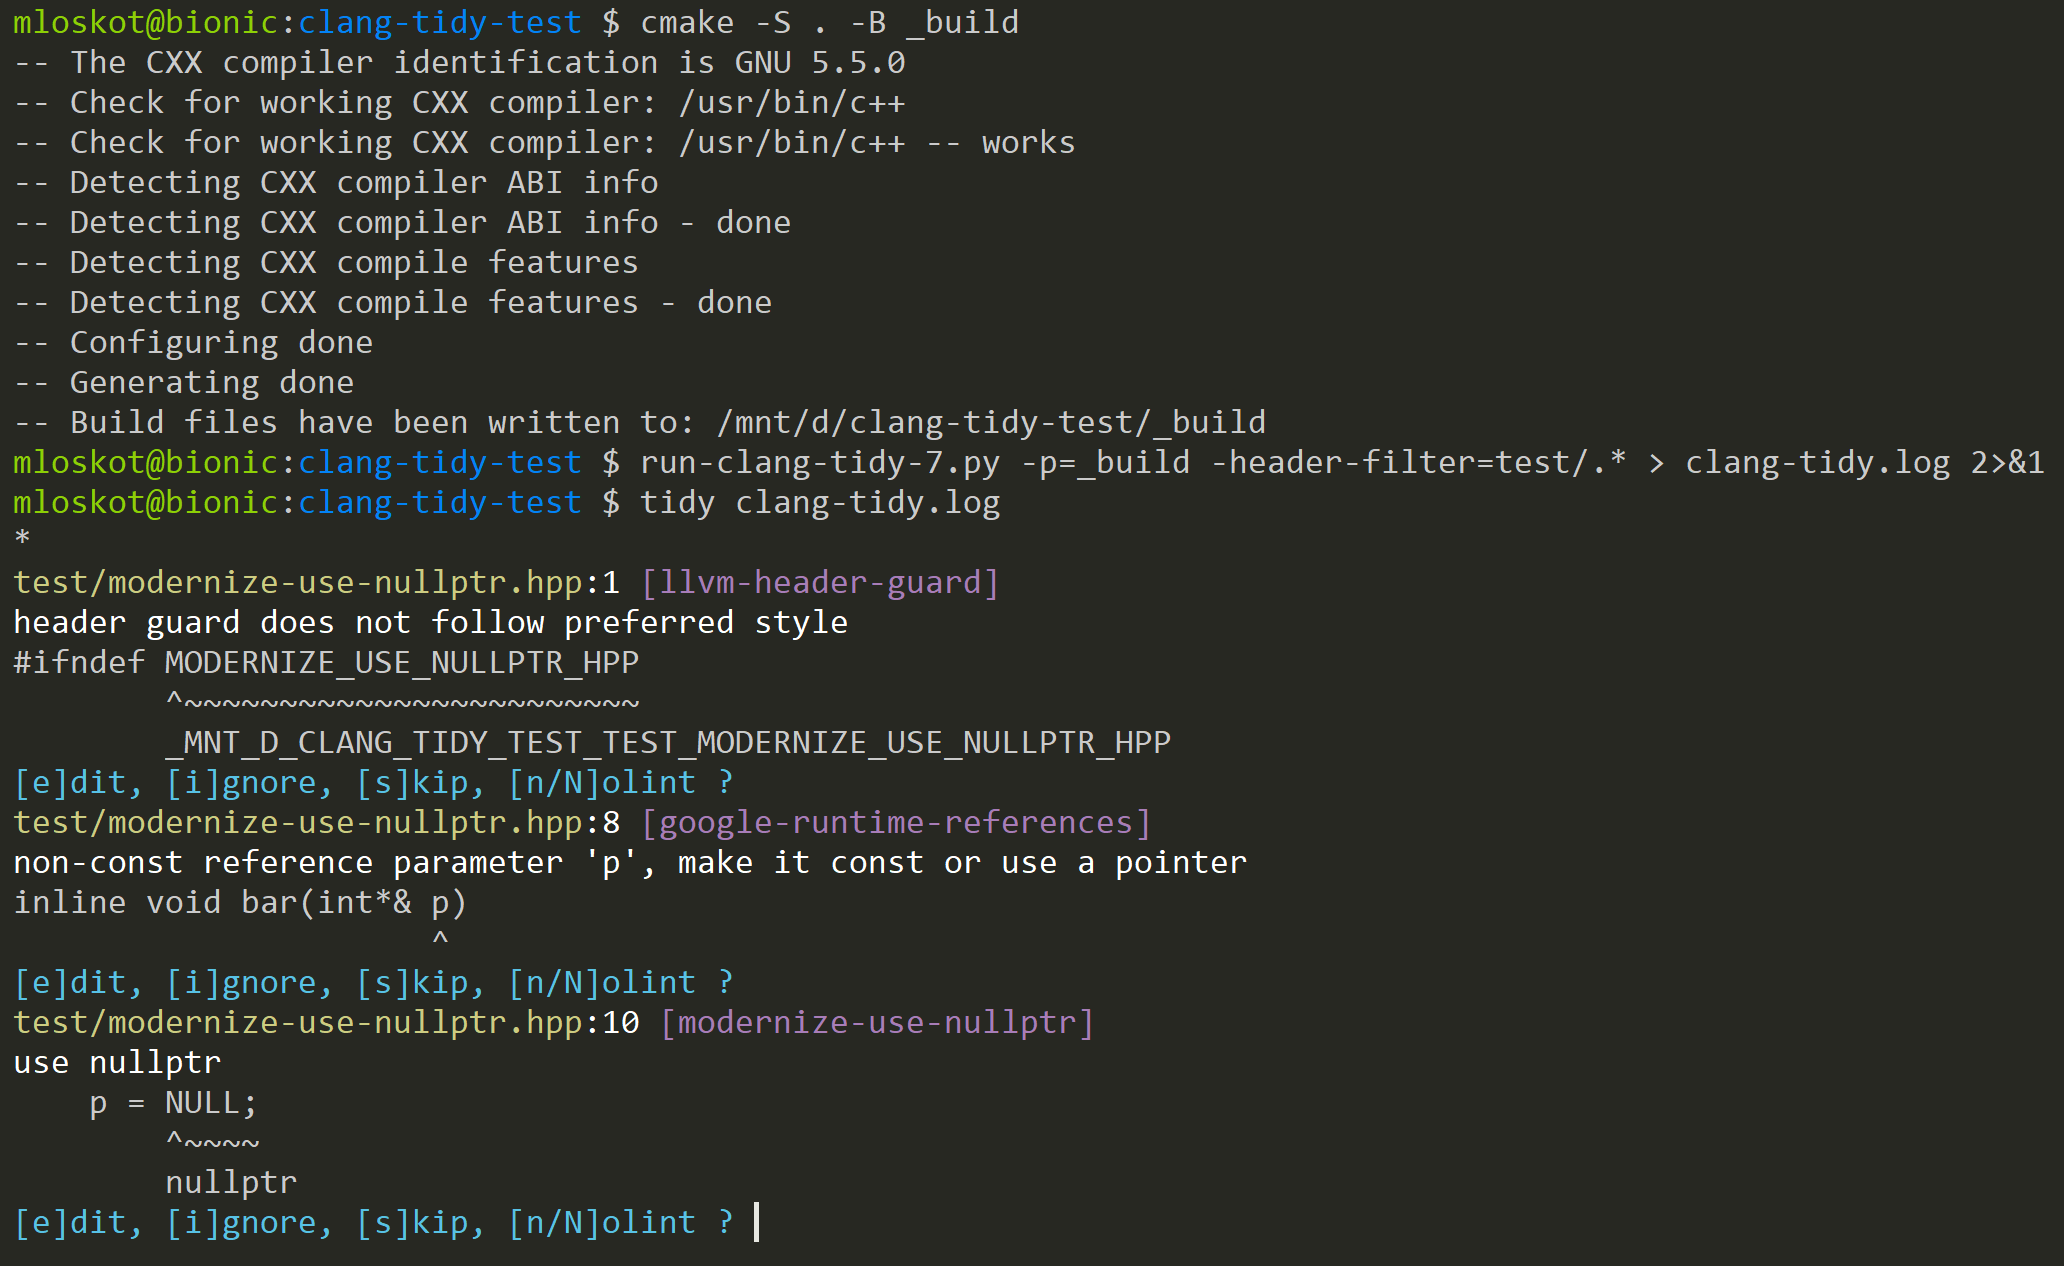 mloskot@bionic:clang-tidy-test $ cmake -S . -B _build
-- The CXX compiler identification is GNU 5.5.0
-- Check for working CXX compiler: /usr/bin/c++
-- Check for working CXX compiler: /usr/bin/c++ -- works
-- Detecting CXX compiler ABI info
-- Detecting CXX compiler ABI info - done
-- Detecting CXX compile features
-- Detecting CXX compile features - done
-- Configuring done
-- Generating done
-- Build files have been written to: /mnt/d/clang-tidy-test/_build
mloskot@bionic:clang-tidy-test $ run-clang-tidy-7.py -p=_build -header-filter=test/.* > clang-tidy.log 2>&1
mloskot@bionic:clang-tidy-test $ tidy clang-tidy.log
*
test/modernize-use-nullptr.hpp:1 [llvm-header-guard]
header guard does not follow preferred style
#ifndef MODERNIZE_USE_NULLPTR_HPP
        ^~~~~~~~~~~~~~~~~~~~~~~~~
        _MNT_D_CLANG_TIDY_TEST_TEST_MODERNIZE_USE_NULLPTR_HPP
[e]dit, [i]gnore, [s]kip, [n/N]olint ?
test/modernize-use-nullptr.hpp:8 [google-runtime-references]
non-const reference parameter 'p', make it const or use a pointer
inline void bar(int*& p)
                      ^
[e]dit, [i]gnore, [s]kip, [n/N]olint ?
test/modernize-use-nullptr.hpp:10 [modernize-use-nullptr]
use nullptr
    p = NULL;
        ^~~~~
        nullptr
[e]dit, [i]gnore, [s]kip, [n/N]olint ?